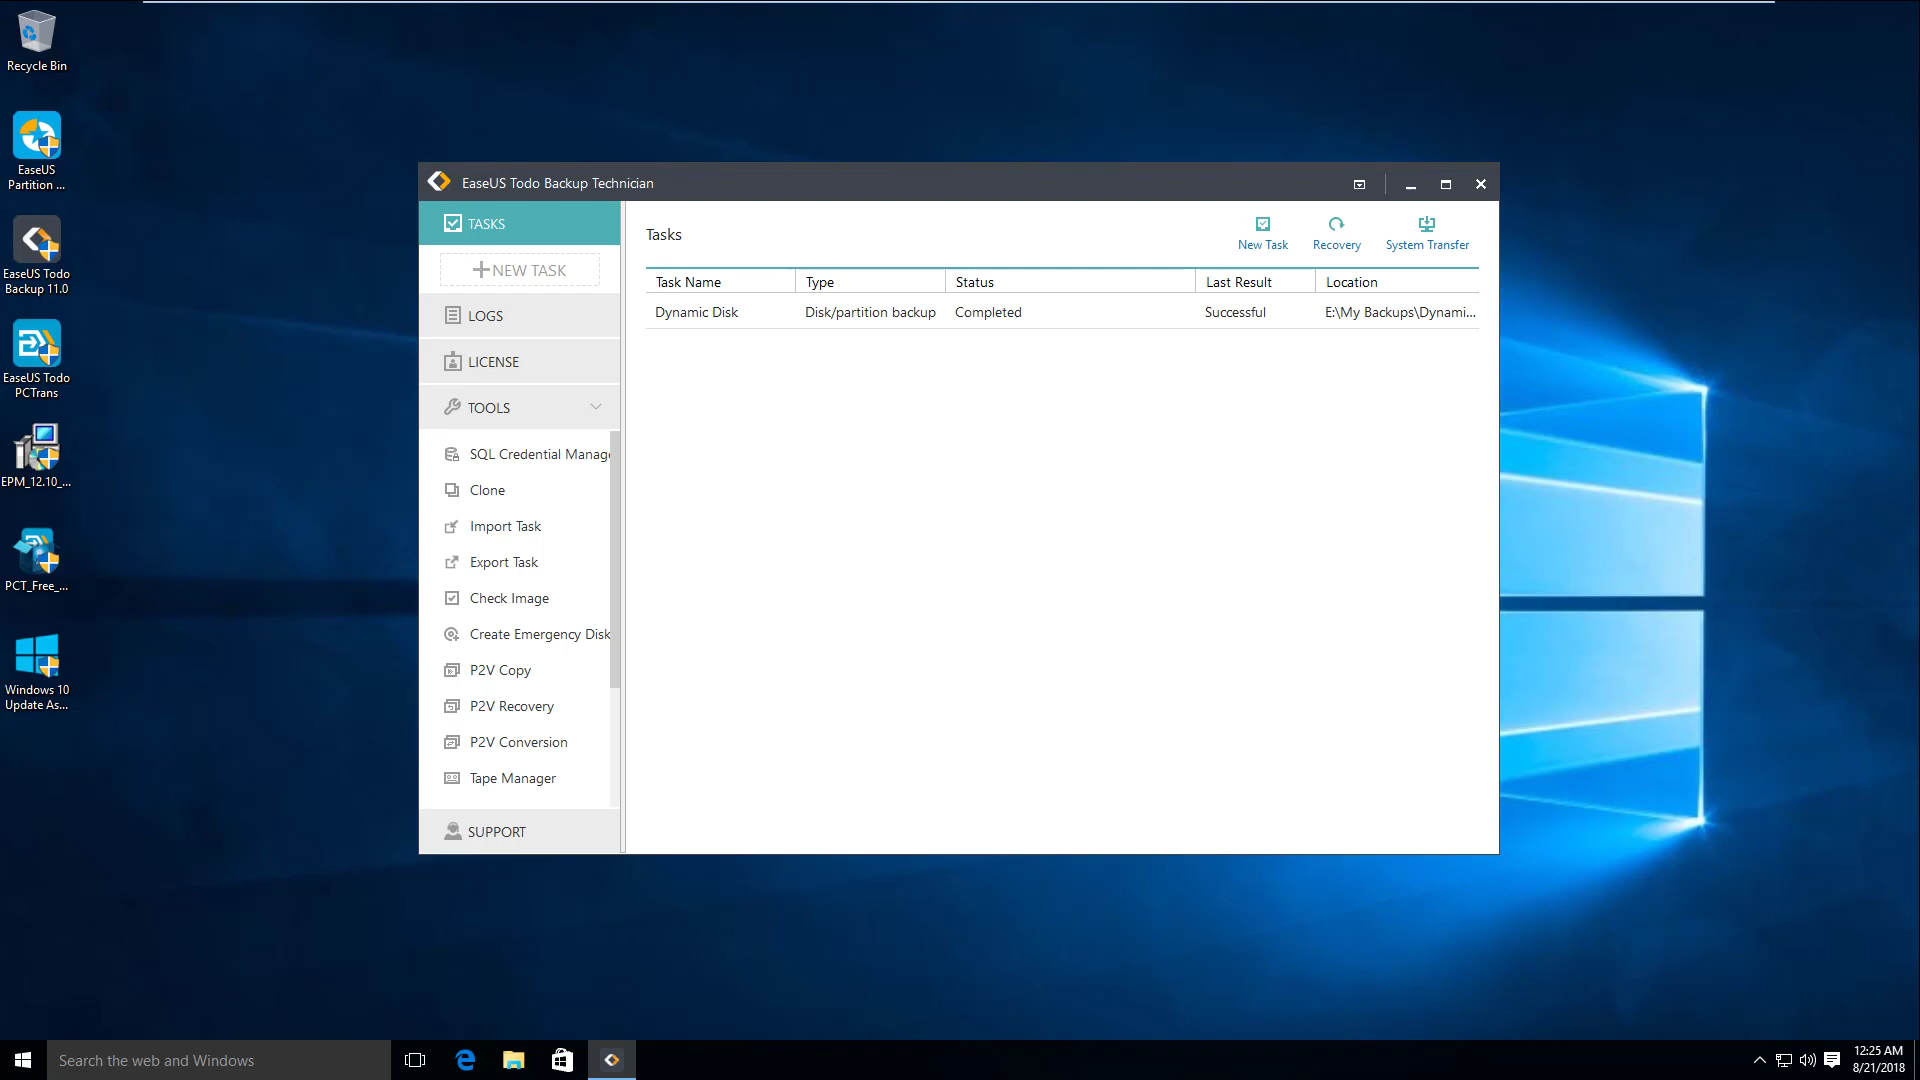 Recycle Bin
EaseUS
Partition ...
EaseUS Todo
Backup 11.0
EaseUS Todo
PCTrans
EPM_12.10_...
PCT_Free_...
Windows 10
Update As...
EaseUS Todo Backup Technician
TASKS
NEW TASK
LOGS
LICENSE
TOOLS
SQL Credential Manage
Clone
Import Task
Export Task
Check Image
Create Emergency Disk
P2V Copy
P2V Recovery
P2V Conversion
Tape Manager
SUPPORT
Tasks
New Task Recovery System Transfer
Task Name Type Status Last Result Location
Dynamic Disk Disk/partition backup Completed Successful E:\My Backups\Dynami...
Search the web and Windows
12:25 AM
8/21/2018